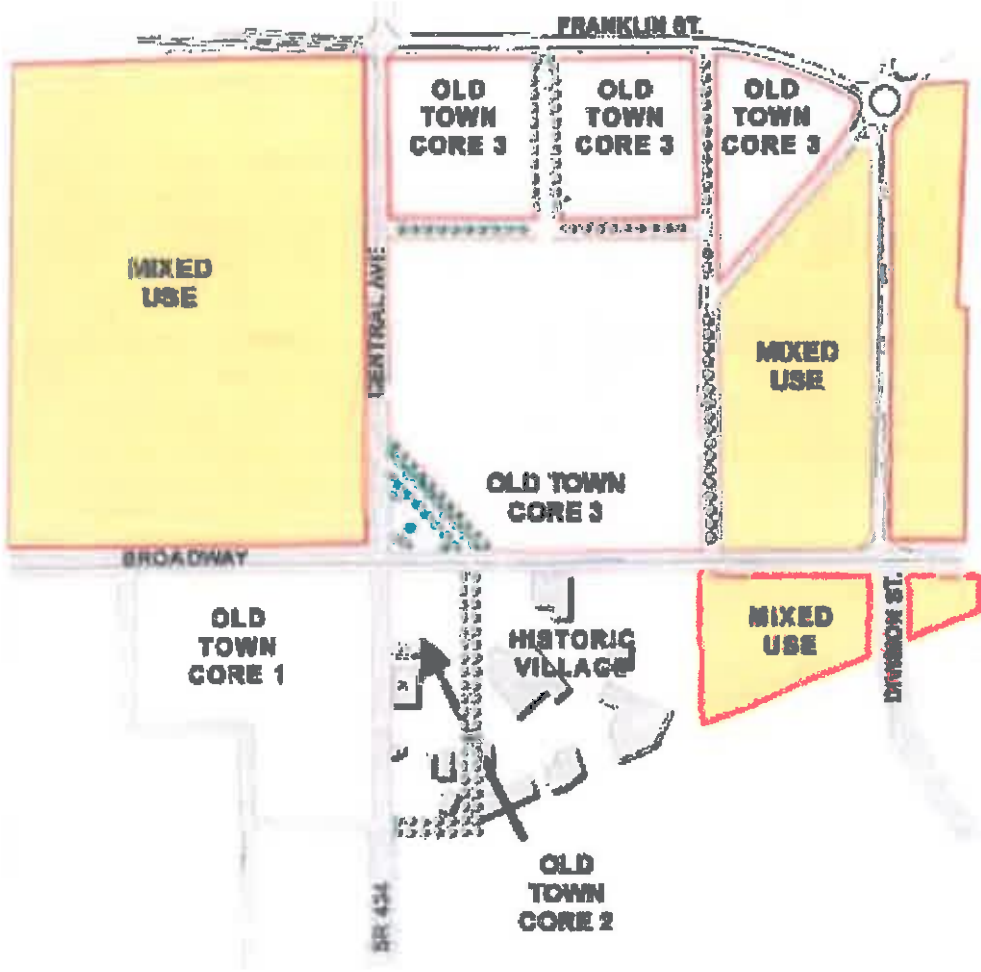 FRANKLIN ST.
OLD
TOWN
CORE 3
OLD
TOWN
CORE 3
OLD
TOWN
CORE 3
MIXED
USE
CENTRAL AVE
MIXED
USE
OLD TOWN
CORE 3
BROADWAY
OLD
TOWN
CORE 1
HISTORIC
VILLAGE
MIXED
USE
DIVISION ST.
OLD
TOWN
CORE 2
SR 434